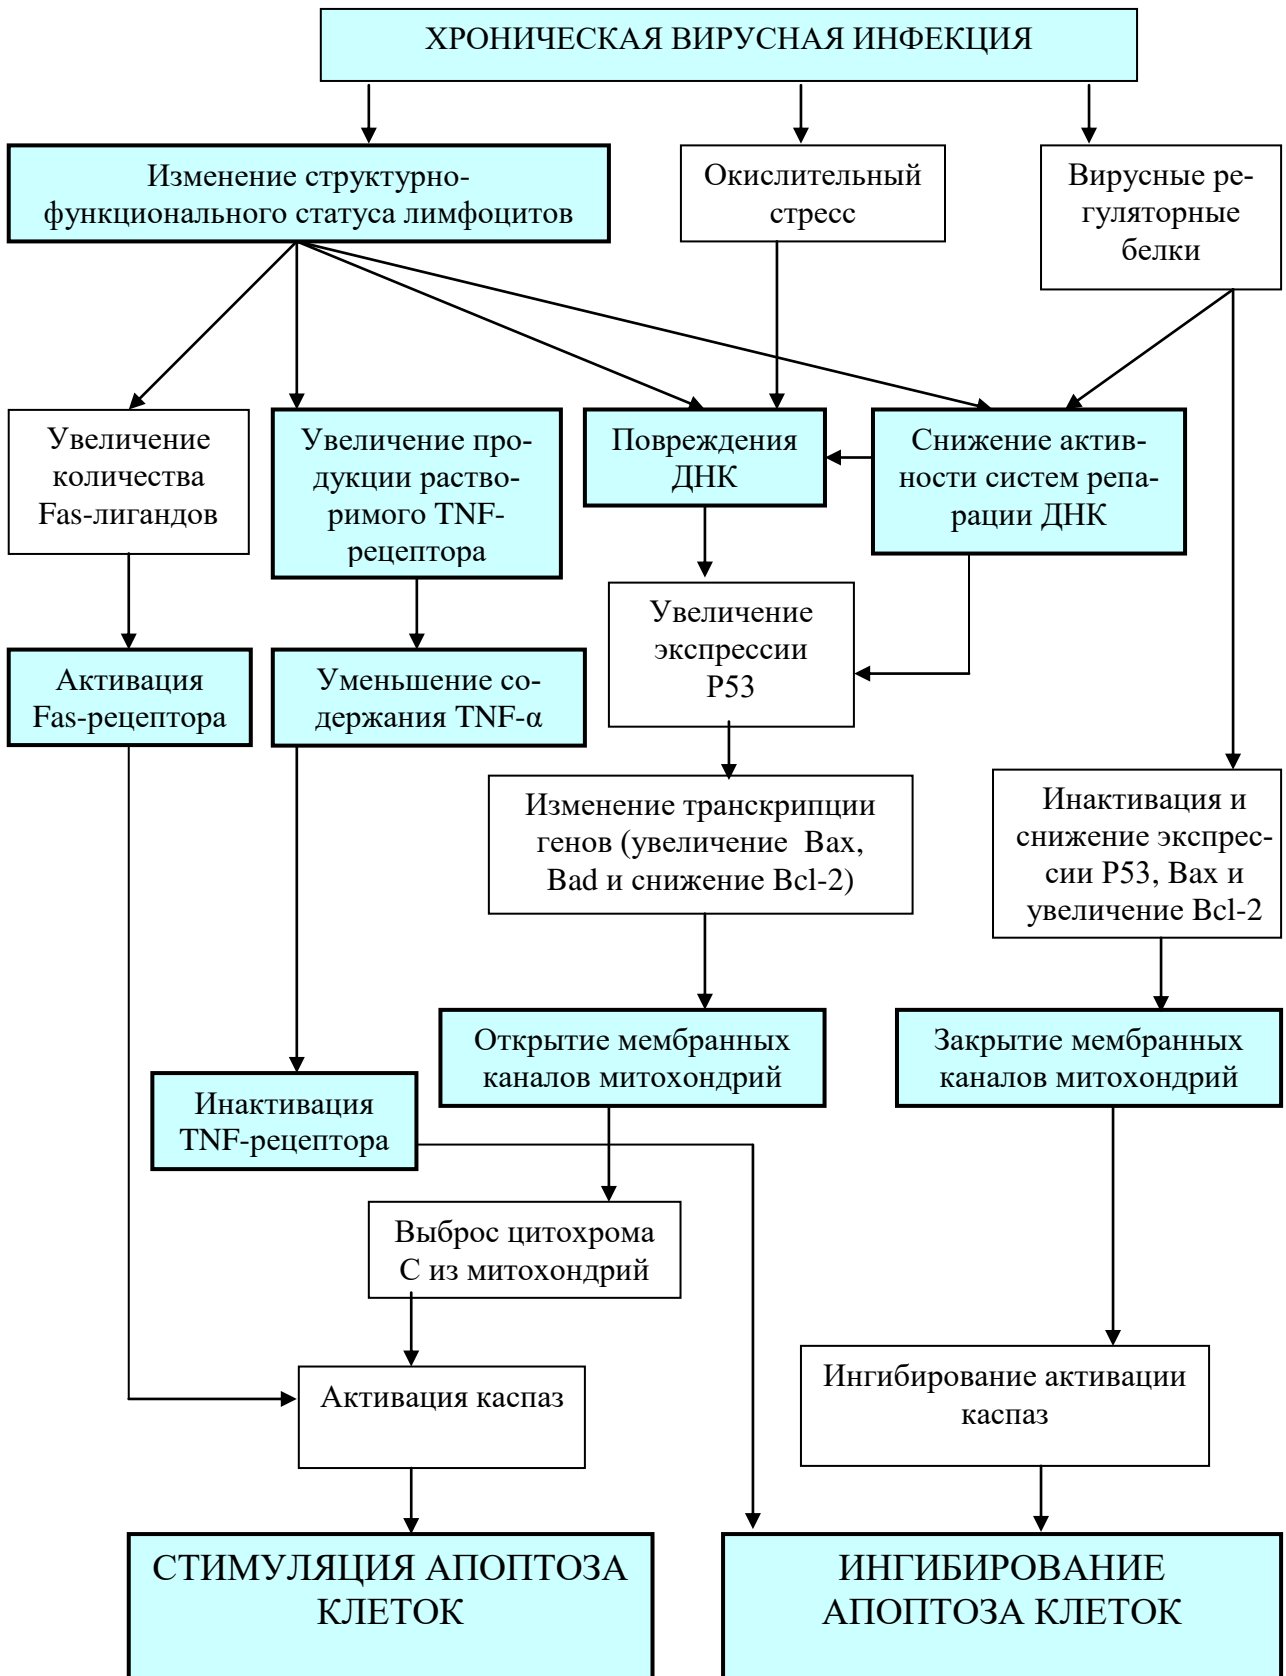 ХРОНИЧЕСКАЯ ВИРУСНАЯ ИНФЕКЦИЯ
Изменение структурно-
функционального статуса лимфоцитов
Окислительный
стресс
Вирусные ре-
гуляторные
белки
Увеличение
количества
Fas-лигандов
Увеличение про-
дукции раство-
римого TNF-
рецептора
Повреждения
ДНК
Снижение актив-
ности систем репа-
рации ДНК
Увеличение
экспрессии
P53
Активация
Fas-рецептора
Уменьшение со-
держания TNF-α
Изменение транскрипции
генов (увеличение Bax,
Bad и снижение Bcl-2)
Инактивация и
снижение экспрес-
сии P53, Bax и
увеличение Bcl-2
Открытие мембранных
каналов митохондрий
Закрытие мембранных
каналов митохондрий
Инактивация
TNF-рецептора
Выброс цитохрома
С из митохондрий
Активация каспаз
Ингибирование активации
каспаз
СТИМУЛЯЦИЯ АПОПТОЗА
КЛЕТОК
ИНГИБИРОВАНИЕ
АПОПТОЗА КЛЕТОК